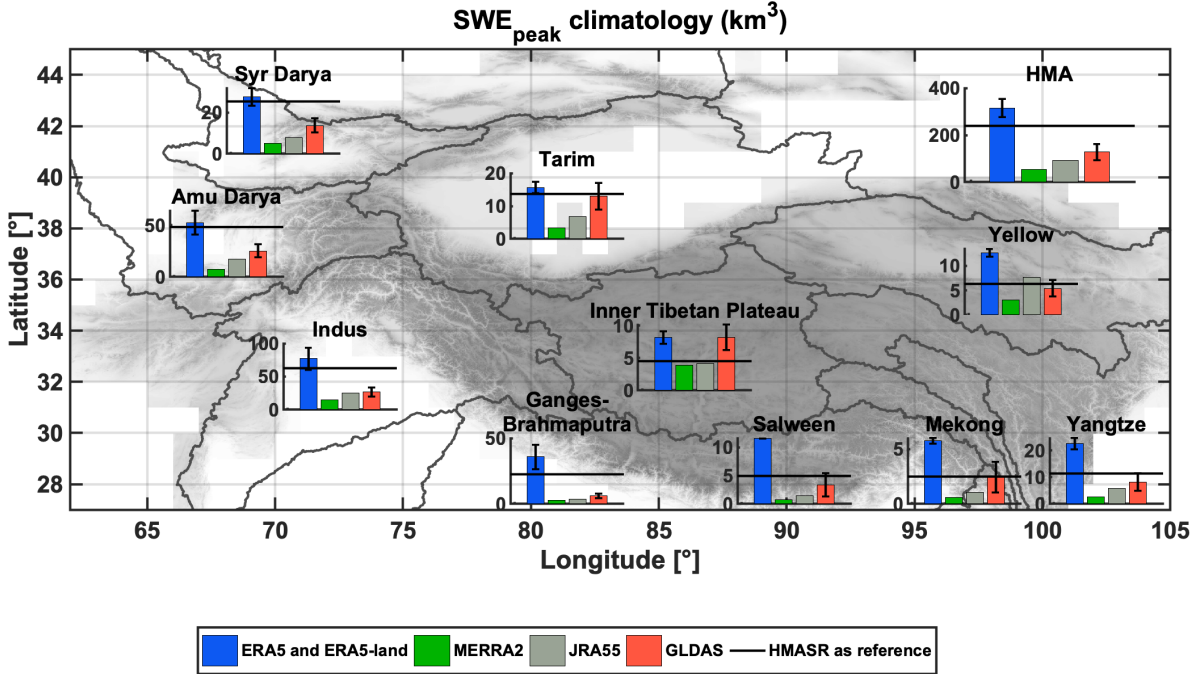 SWEpeak climatology (km3)
Latitude [°]
44
42
40
38
36
34
32
30
28
Syr Darya
20
0
HMA
400
200
0
Tarim
20
10
0
Amu Darya
50
0
Yellow
10
5
0
Inner Tibetan Plateau
10
5
0
Indus
100
50
0
Ganges-
Brahmaputra
50
0
Salween
10
5
0
Mekong
5
0
Yangtze
20
10
0
65 70 75 80 85 90 95 100 105
Longitude [°]
ERA5 and ERA5-land MERRA2 JRA55 GLDAS HMASR as reference